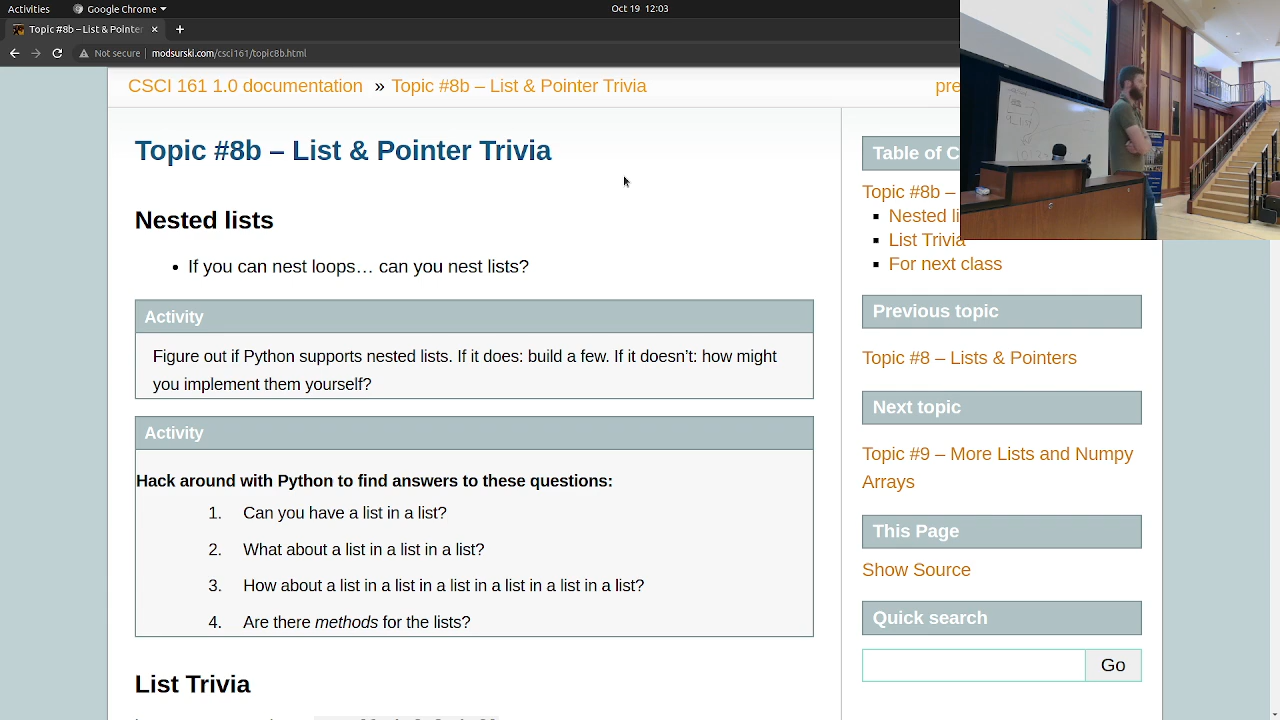 Activities
Google Chrome
Oct 19 12:03
Topic #8b – List & Pointer
Not secure
modsurski.com/csci161/topic8b.html
CSCI 161 1.0 documentation » Topic #8b – List & Pointer Trivia
pre
Topic #8b – List & Pointer Trivia
Nested lists
• If you can nest loops… can you nest lists?
Activity
Figure out if Python supports nested lists. If it does: build a few. If it doesn't: how might
you implement them yourself?
Activity
Hack around with Python to find answers to these questions:
1. Can you have a list in a list?
2. What about a list in a list in a list?
3. How about a list in a list in a list in a list in a list in a list?
4. Are there methods for the lists?
List Trivia
Table of C
Topic #8b –
Nested li
List Trivia
For next class
Previous topic
Topic #8 – Lists & Pointers
Next topic
Topic #9 – More Lists and Numpy
Arrays
This Page
Show Source
Quick search
Go